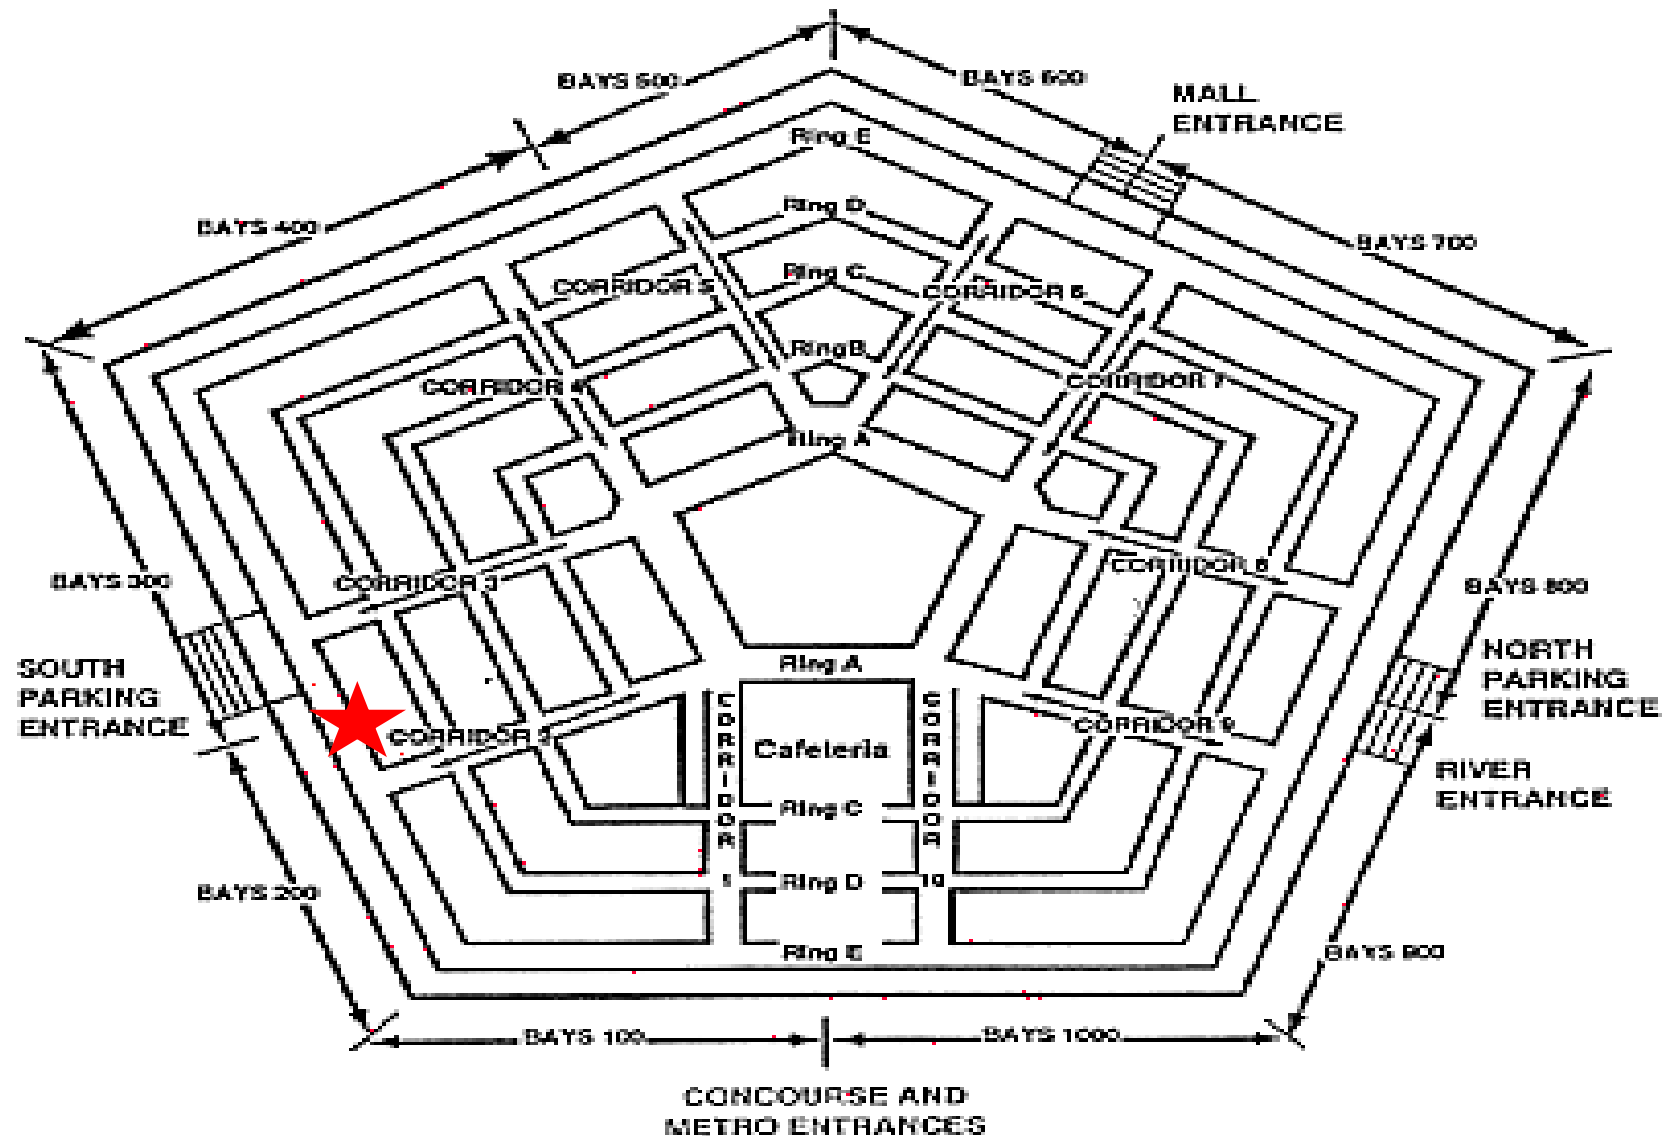 BAYS 500
BAYS 600
MALL
ENTRANCE
Ring E
BAYS 400
Ring D
BAYS 700
Ring C
CORRIDOR 5
CORRIDOR 6
Ring B
CORRIDOR 4
CORRIDOR 7
Ring A
BAYS 300
CORRIDOR 3
CORRIDOR 8
BAYS 800
SOUTH
PARKING
ENTRANCE
NORTH
PARKING
ENTRANCE
Ring A
CORRIDOR 2
CORRIDOR 1
Cafeteria
CORRIDOR 10
CORRIDOR 9
RIVER
ENTRANCE
Ring C
Ring D
BAYS 200
Ring E
BAYS 900
BAYS 100
BAYS 1000
CONCOURSE AND
METRO ENTRANCES